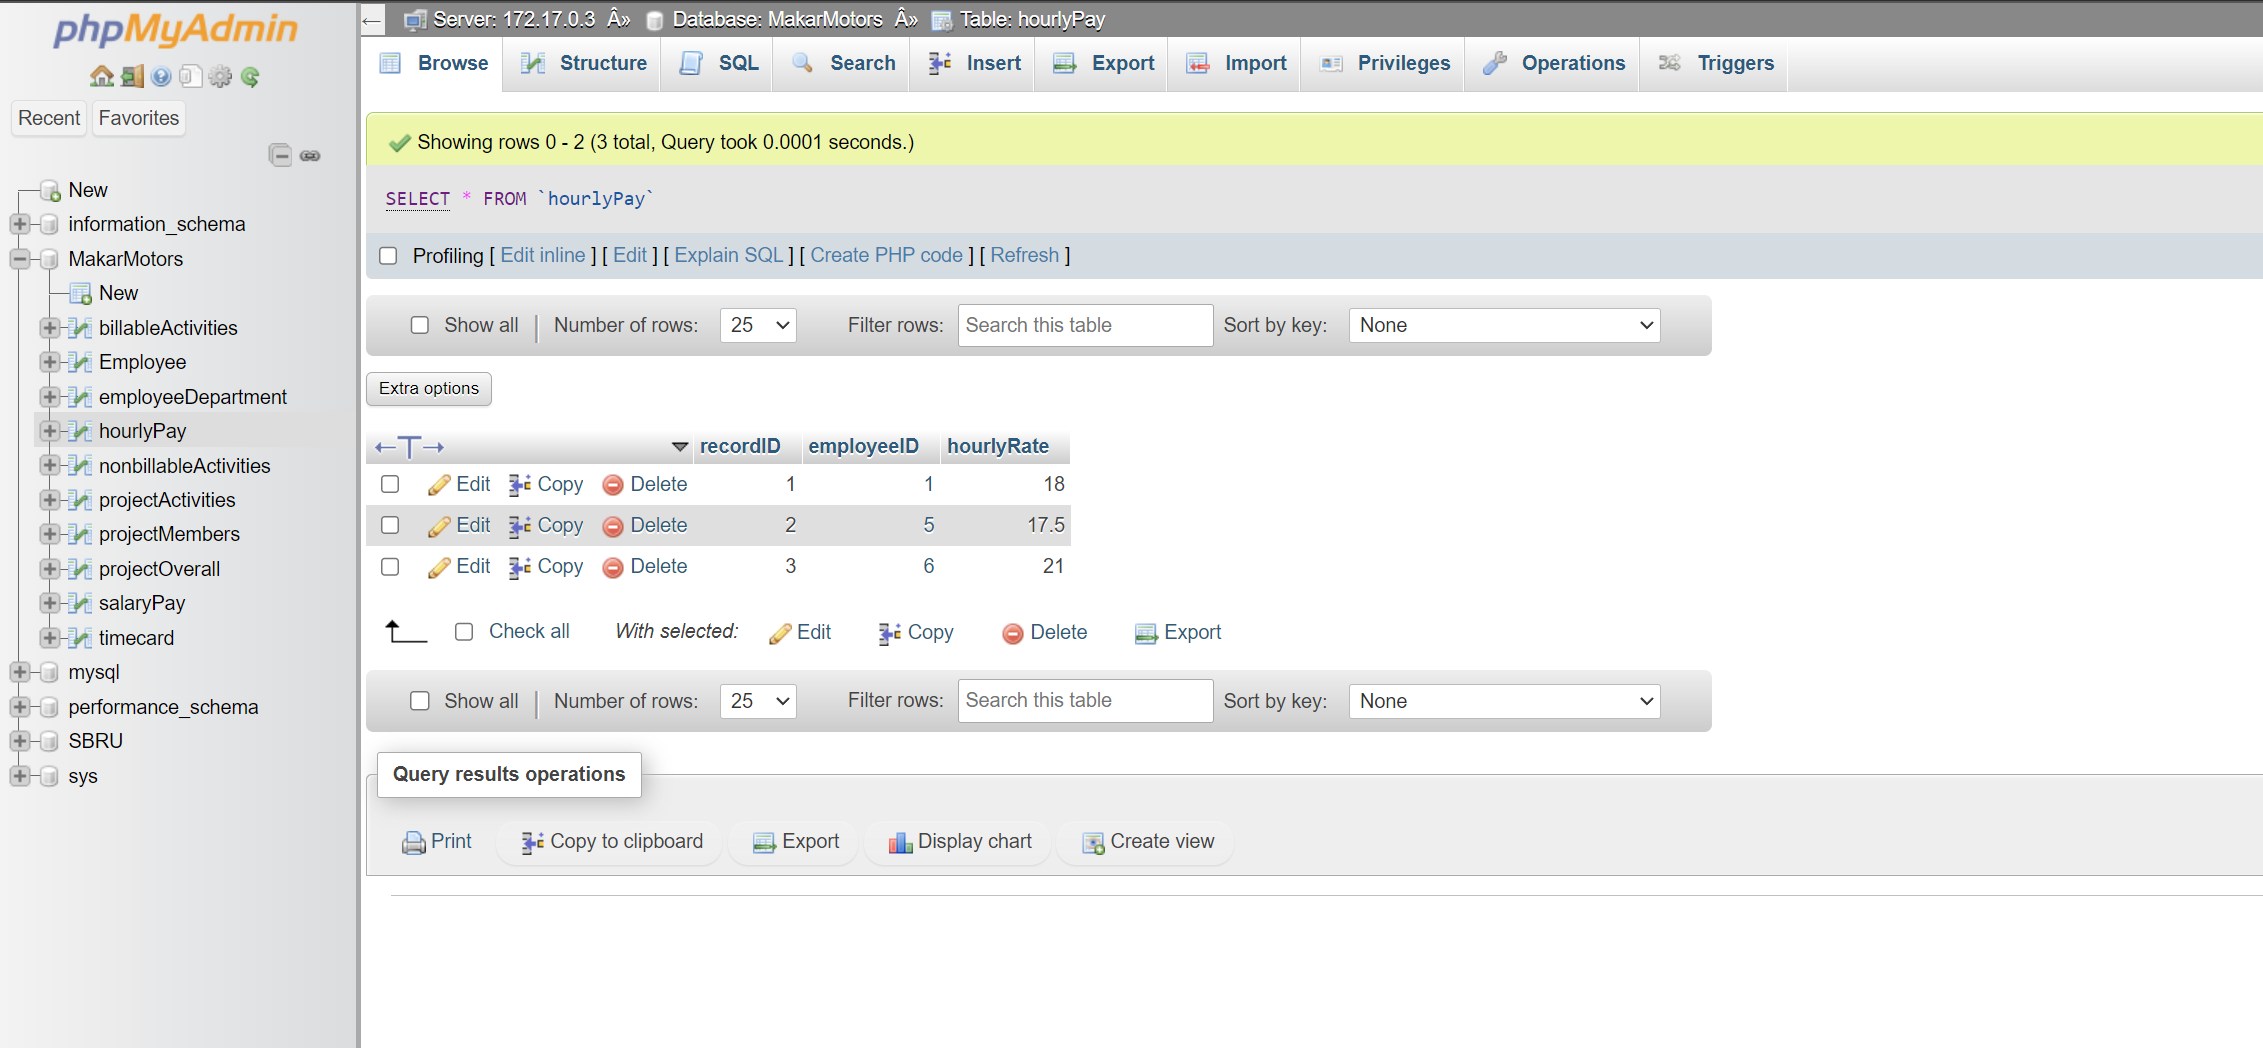 phpMyAdmin
Recent Favorites
New
information_schema
MakarMotors
New
billableActivities
Employee
employeeDepartment
hourlyPay
nonbillableActivities
projectActivities
projectMembers
projectOverall
salaryPay
timecard
mysql
performance_schema
SBRU
sys
← Server: 172.17.0.3 Â» Database: MakarMotors Â» Table: hourlyPay
Browse Structure SQL Search Insert Export Import Privileges Operations Triggers
Showing rows 0 - 2 (3 total, Query took 0.0001 seconds.)
SELECT * FROM `hourlyPay`
Profiling [ Edit inline ] [ Edit ] [ Explain SQL ] [ Create PHP code ] [ Refresh ]
Show all | Number of rows: 25 Filter rows: Search this table Sort by key: None
Extra options
←T→ recordID employeeID hourlyRate
Edit Copy Delete 1 1 18
Edit Copy Delete 2 5 17.5
Edit Copy Delete 3 6 21
Check all With selected: Edit Copy Delete Export
Show all | Number of rows: 25 Filter rows: Search this table Sort by key: None
Query results operations
Print Copy to clipboard Export Display chart Create view